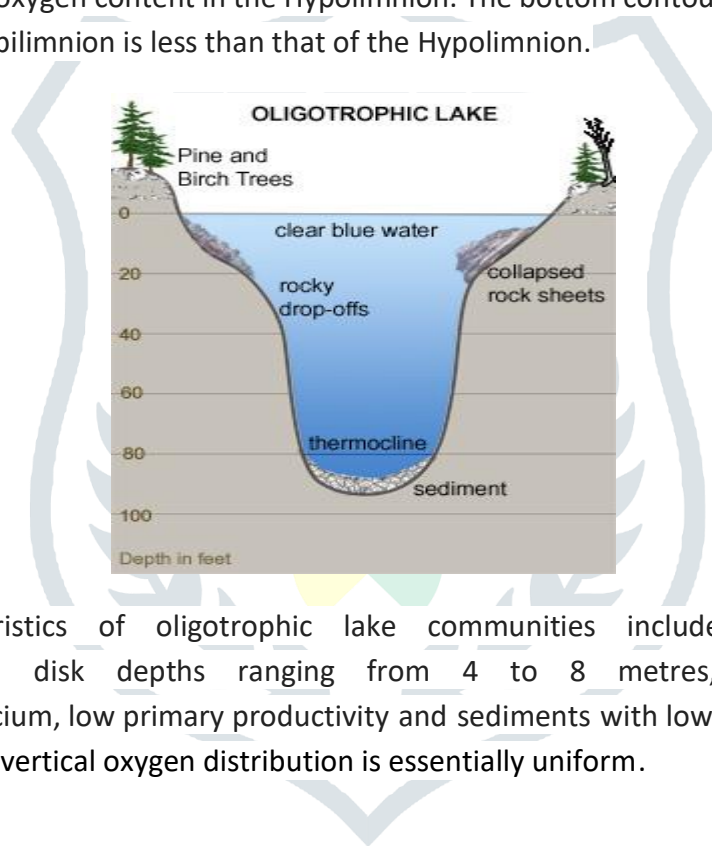 oxygen content in the Hypolimnion. The bottom contou
pilimnion is less than that of the Hypolimnion.
OLIGOTROPHIC LAKE
Pine and
Birch Trees
0
clear blue water
20
collapsed
rock sheets
rocky
drop-offs
40
60
thermocline
80
sediment
100
Depth in feet
ristics of oligotrophic lake communities include
disk depths ranging from 4 to 8 metres,
cium, low primary productivity and sediments with low
vertical oxygen distribution is essentially uniform.